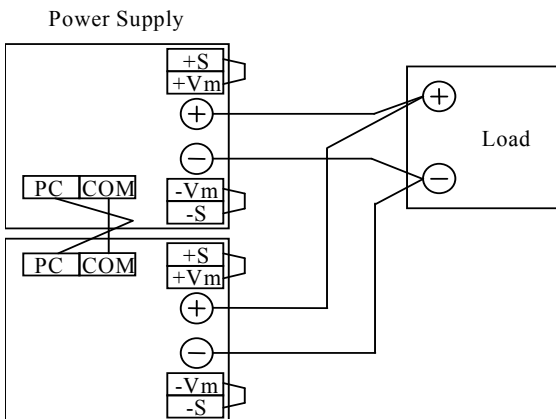 Power Supply
+S
+Vm
+
−
PC COM
-Vm
-S
+
Load
−
PC COM
+S
+Vm
+
−
-Vm
-S